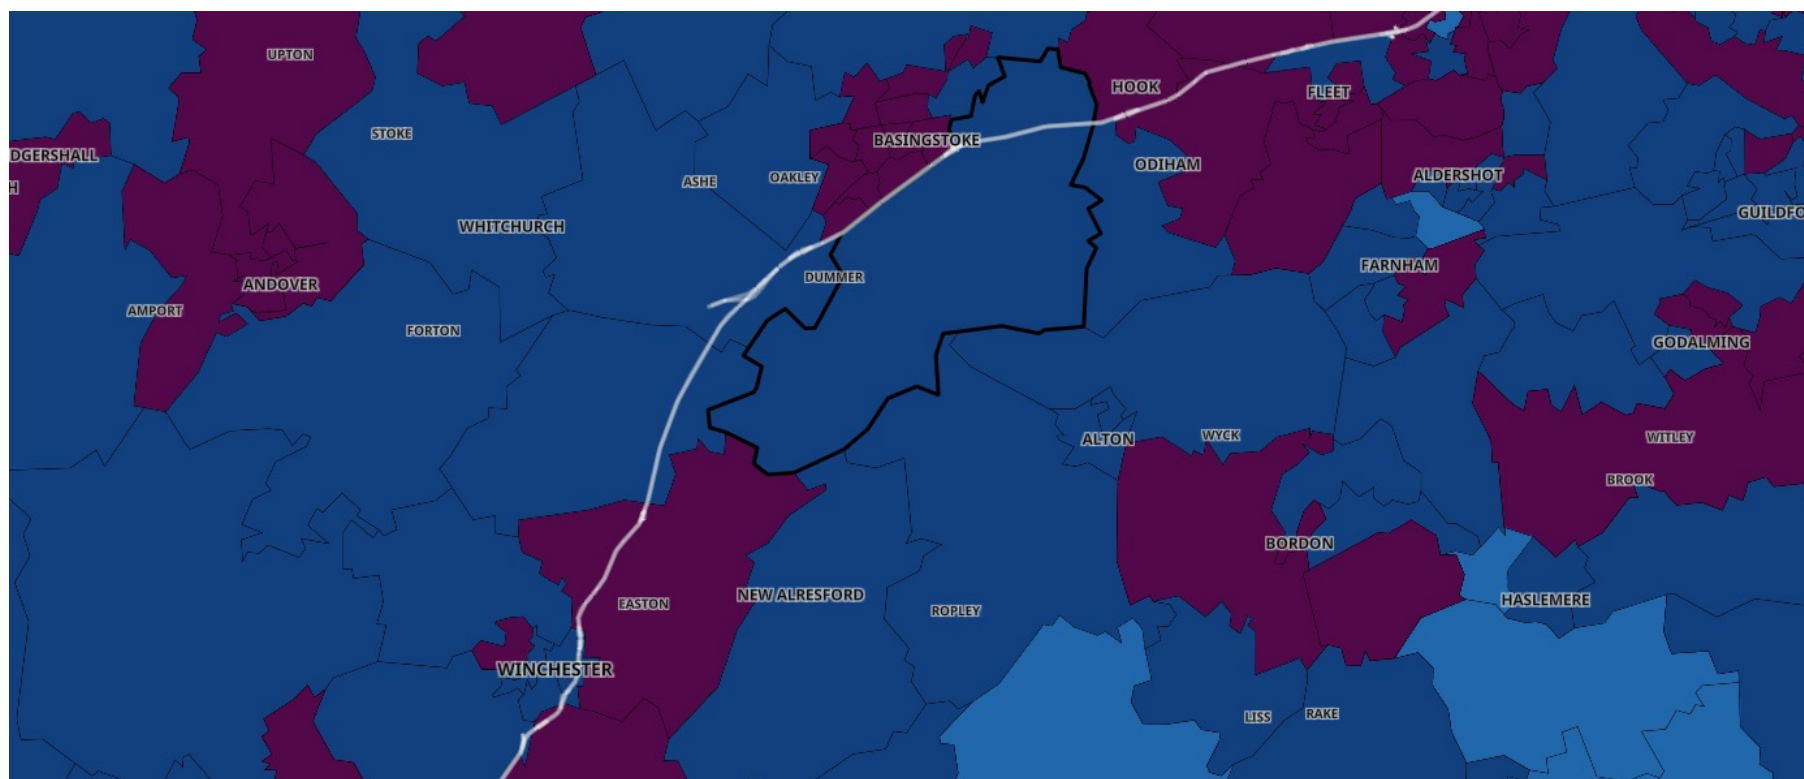 UPTON
HOOK
FLEET
STOKE
BASINGSTOKE
DGERSHALL
ODIHAM
ALDERSHOT
ASHE
OAKLEY
H
GUILDFO
WHITCHURCH
FARNHAM
DUMMER
ANDOVER
AMPORT
FORTON
GODALMING
ALTON
WYCK
WITLEY
BROOK
BORDON
NEW ALRESFORD
EASTON
ROPLEY
HASLEMERE
WINCHESTER
LISS
RAKE